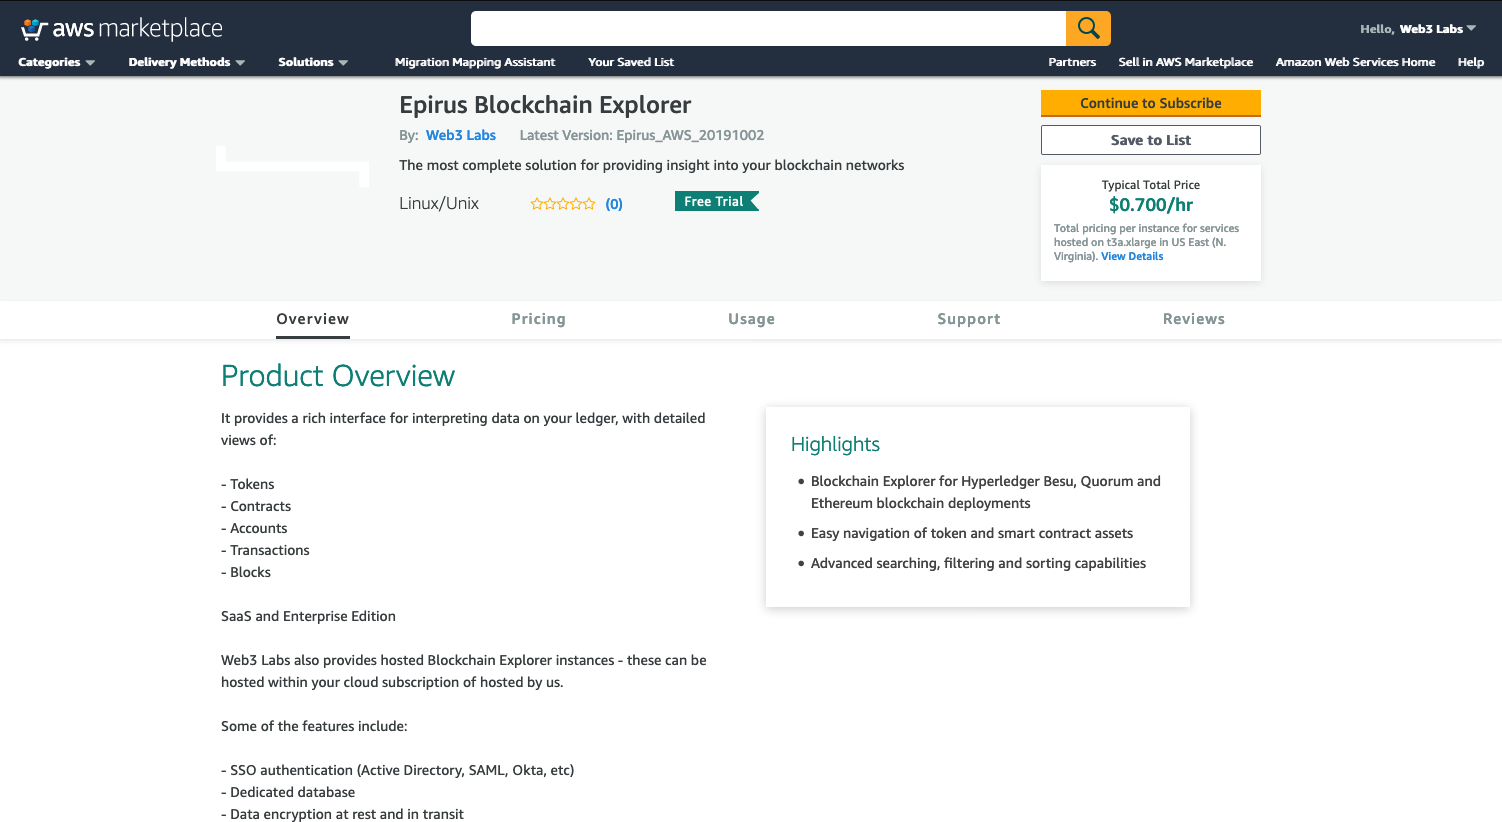 aws marketplace
Hello, Web3 Labs
Categories Delivery Methods Solutions Migration Mapping Assistant Your Saved List Partners Sell in AWS Marketplace Amazon Web Services Home Help
Epirus Blockchain Explorer
By: Web3 Labs Latest Version: Epirus_AWS_20191002
The most complete solution for providing insight into your blockchain networks
Linux/Unix (0) Free Trial
Continue to Subscribe
Save to List
Typical Total Price
$0.700/hr
Total pricing per instance for services
hosted on t3a.xlarge in US East (N.
Virginia). View Details
Overview Pricing Usage Support Reviews
Product Overview
It provides a rich interface for interpreting data on your ledger, with detailed
views of:
- Tokens
- Contracts
- Accounts
- Transactions
- Blocks
SaaS and Enterprise Edition
Web3 Labs also provides hosted Blockchain Explorer instances - these can be
hosted within your cloud subscription of hosted by us.
Some of the features include:
- SSO authentication (Active Directory, SAML, Okta, etc)
- Dedicated database
- Data encryption at rest and in transit
Highlights
• Blockchain Explorer for Hyperledger Besu, Quorum and
Ethereum blockchain deployments
• Easy navigation of token and smart contract assets
• Advanced searching, filtering and sorting capabilities